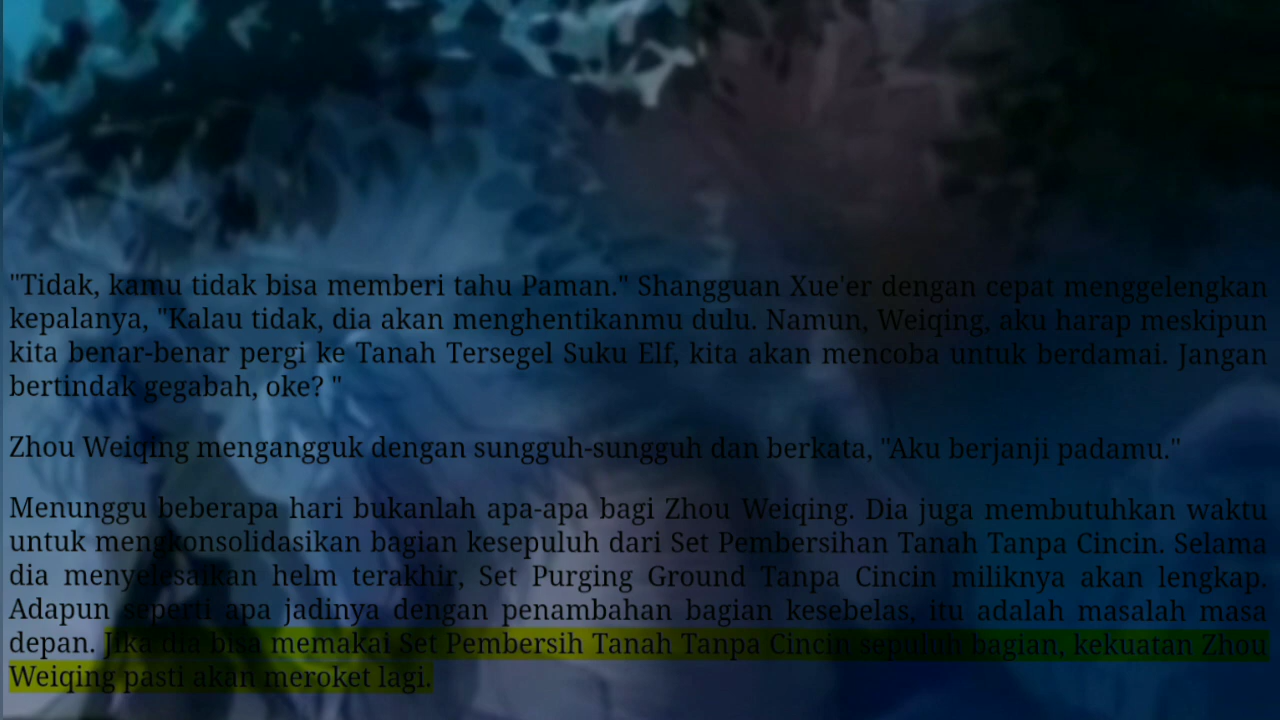 "Tidak, kamu tidak bisa memberi tahu Paman." Shangguan Xue'er dengan cepat menggelengkan
kepalanya, "Kalau tidak, dia akan menghentikanmu dulu. Namun, Weiqing, aku harap meskipun
kita benar-benar pergi ke Tanah Tersegel Suku Elf, kita akan mencoba untuk berdamai. Jangan
bertindak gegabah, oke? "
Zhou Weiqing mengangguk dengan sungguh-sungguh dan berkata, "Aku berjanji padamu."
Menunggu beberapa hari bukanlah apa-apa bagi Zhou Weiqing. Dia juga membutuhkan waktu
untuk mengkonsolidasikan bagian kesepuluh dari Set Pembersihan Tanah Tanpa Cincin. Selama
dia menyelesaikan helm terakhir, Set Purging Ground Tanpa Cincin miliknya akan lengkap.
Adapun seperti apa jadinya dengan penambahan bagian kesebelas, itu adalah masalah masa
depan. Jika dia bisa memakai Set Pembersih Tanah Tanpa Cincin sepuluh bagian, kekuatan Zhou
Weiqing pasti akan meroket lagi.